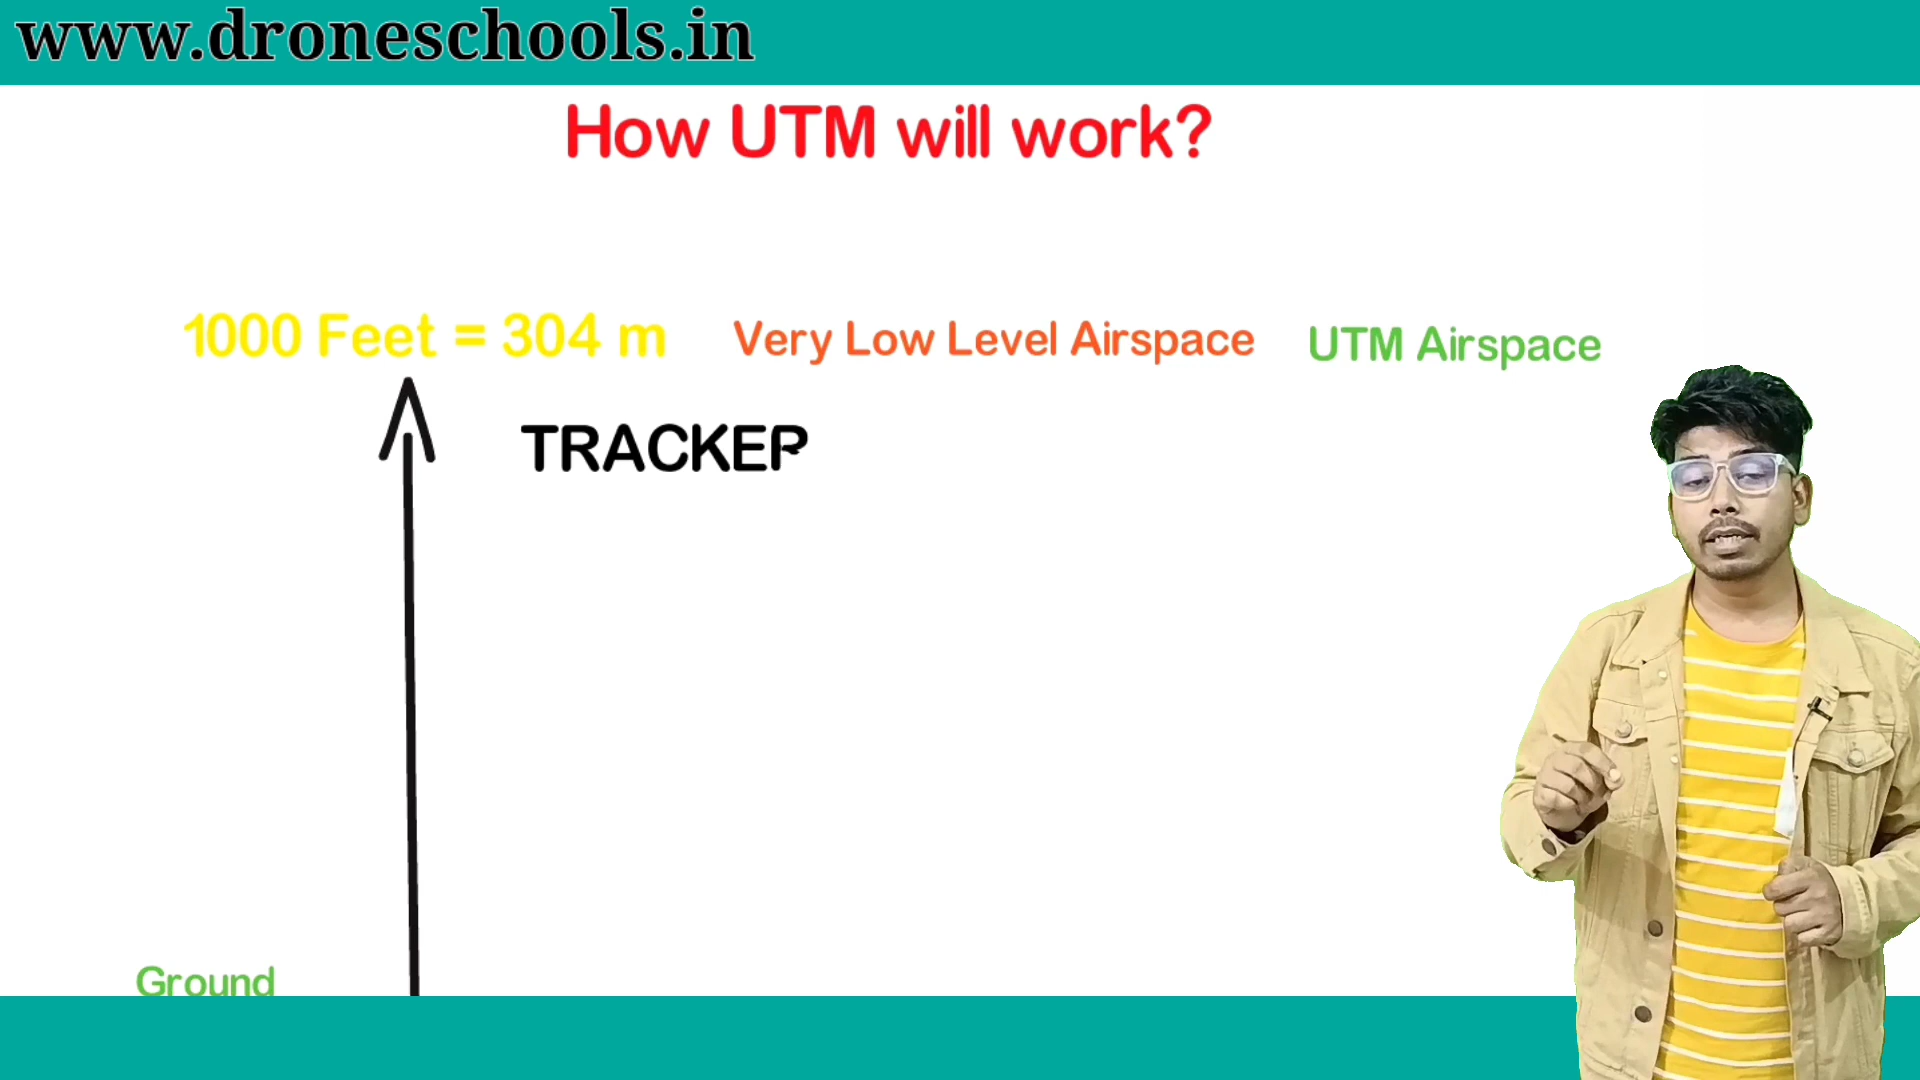 www.droneschools.in
How UTM will work?
1000 Feet = 304 m Very Low Level Airspace UTM Airspace
TRACKER
Ground